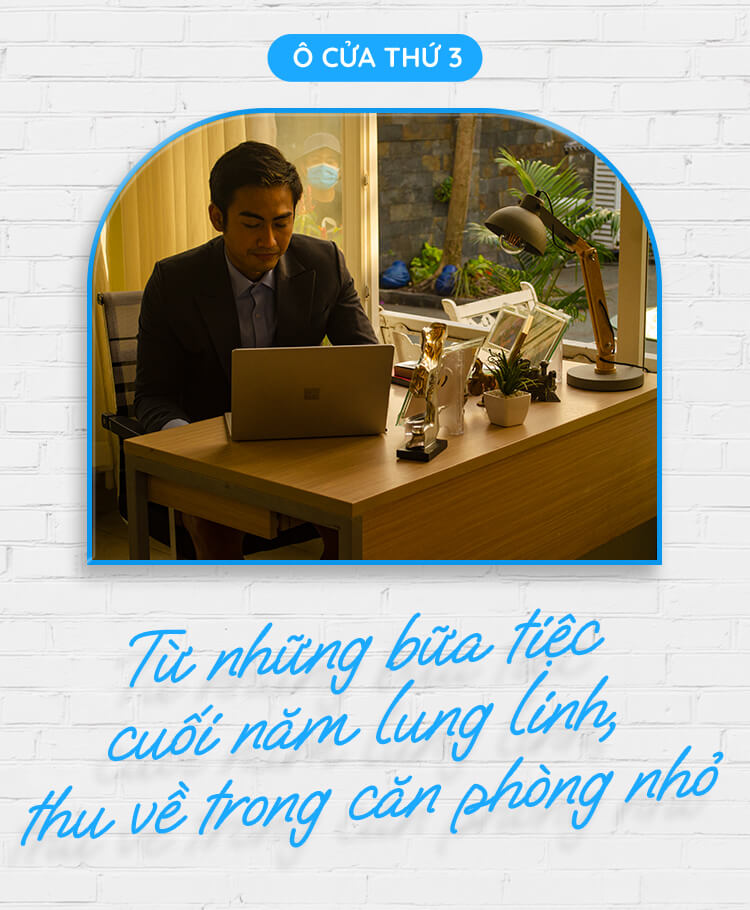 Ô CỬA THỨ 3
Từ những bữa tiệc
cuối năm lung linh,
thu về trong căn phòng nhỏ